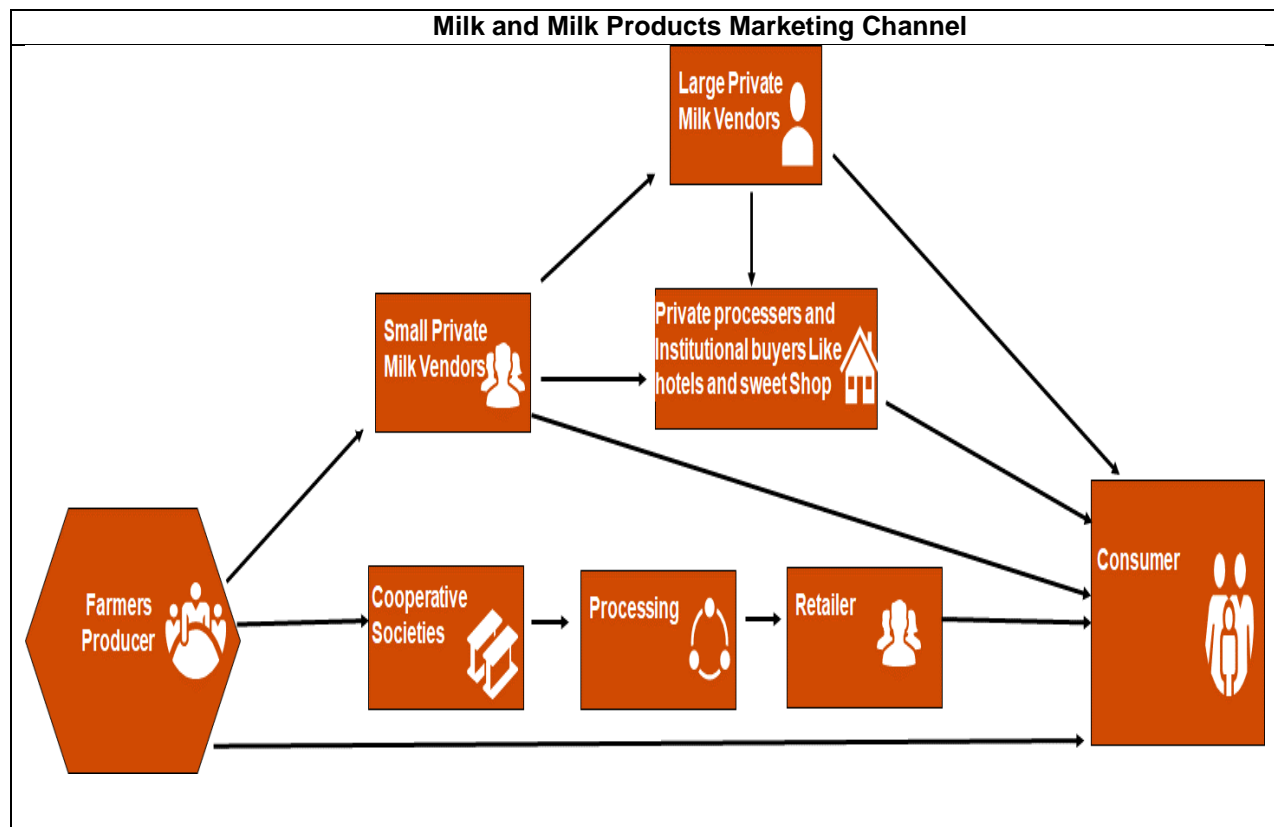 Milk and Milk Products Marketing Channel
Large Private
Milk Vendors
Small Private
Milk Vendors
Private processers and
Institutional buyers Like
hotels and sweet Shop
Farmers
Producer
Cooperative
Societies
Processing
Retailer
Consumer